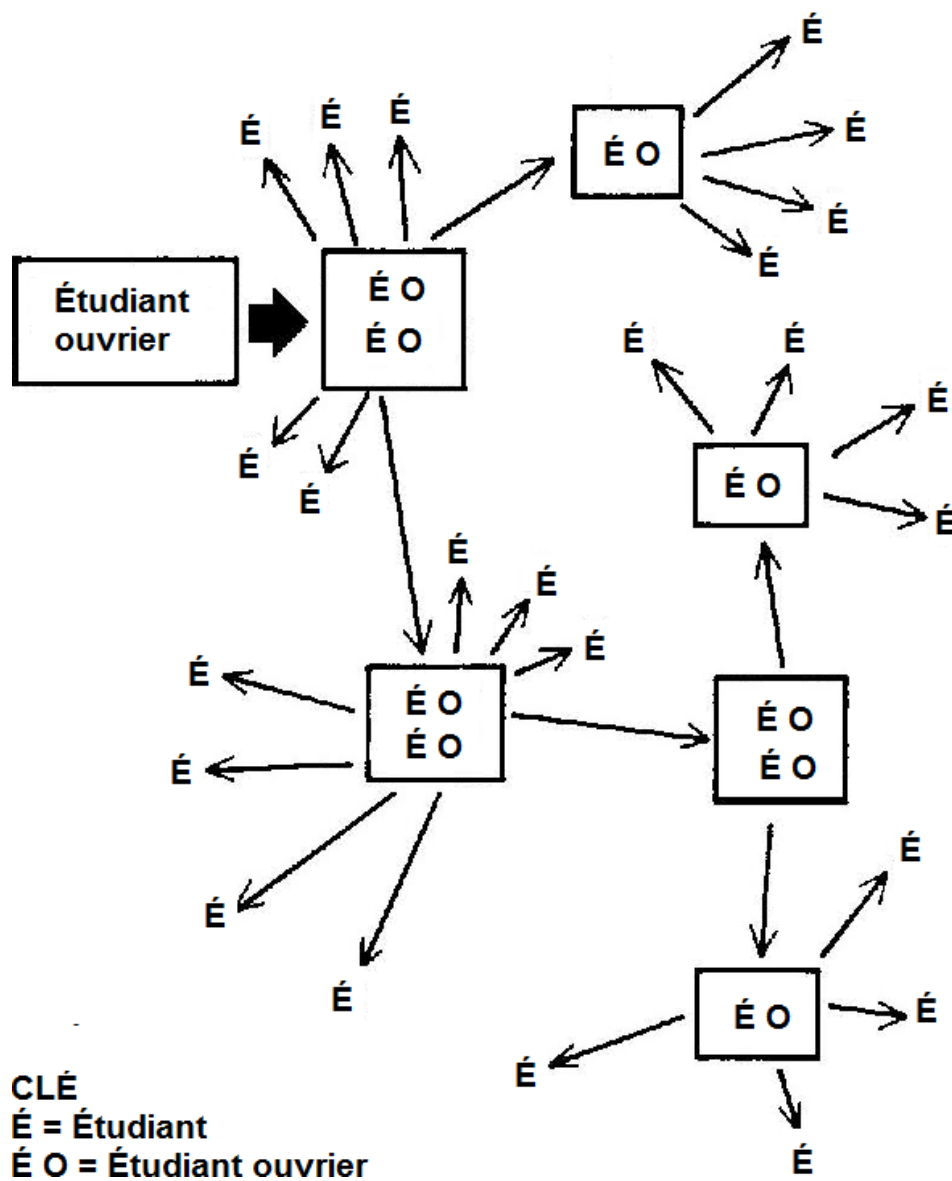 Étudiant
ouvrier
É
É
É
É O
É O
É
É
É O
É
É
É
É
É
É
É
É
É O
É
É
É
É
É O
É O
É
É
É
É
É O
É O
É
É O
É
É
É
CLÉ
É = Étudiant
É O = Étudiant ouvrier